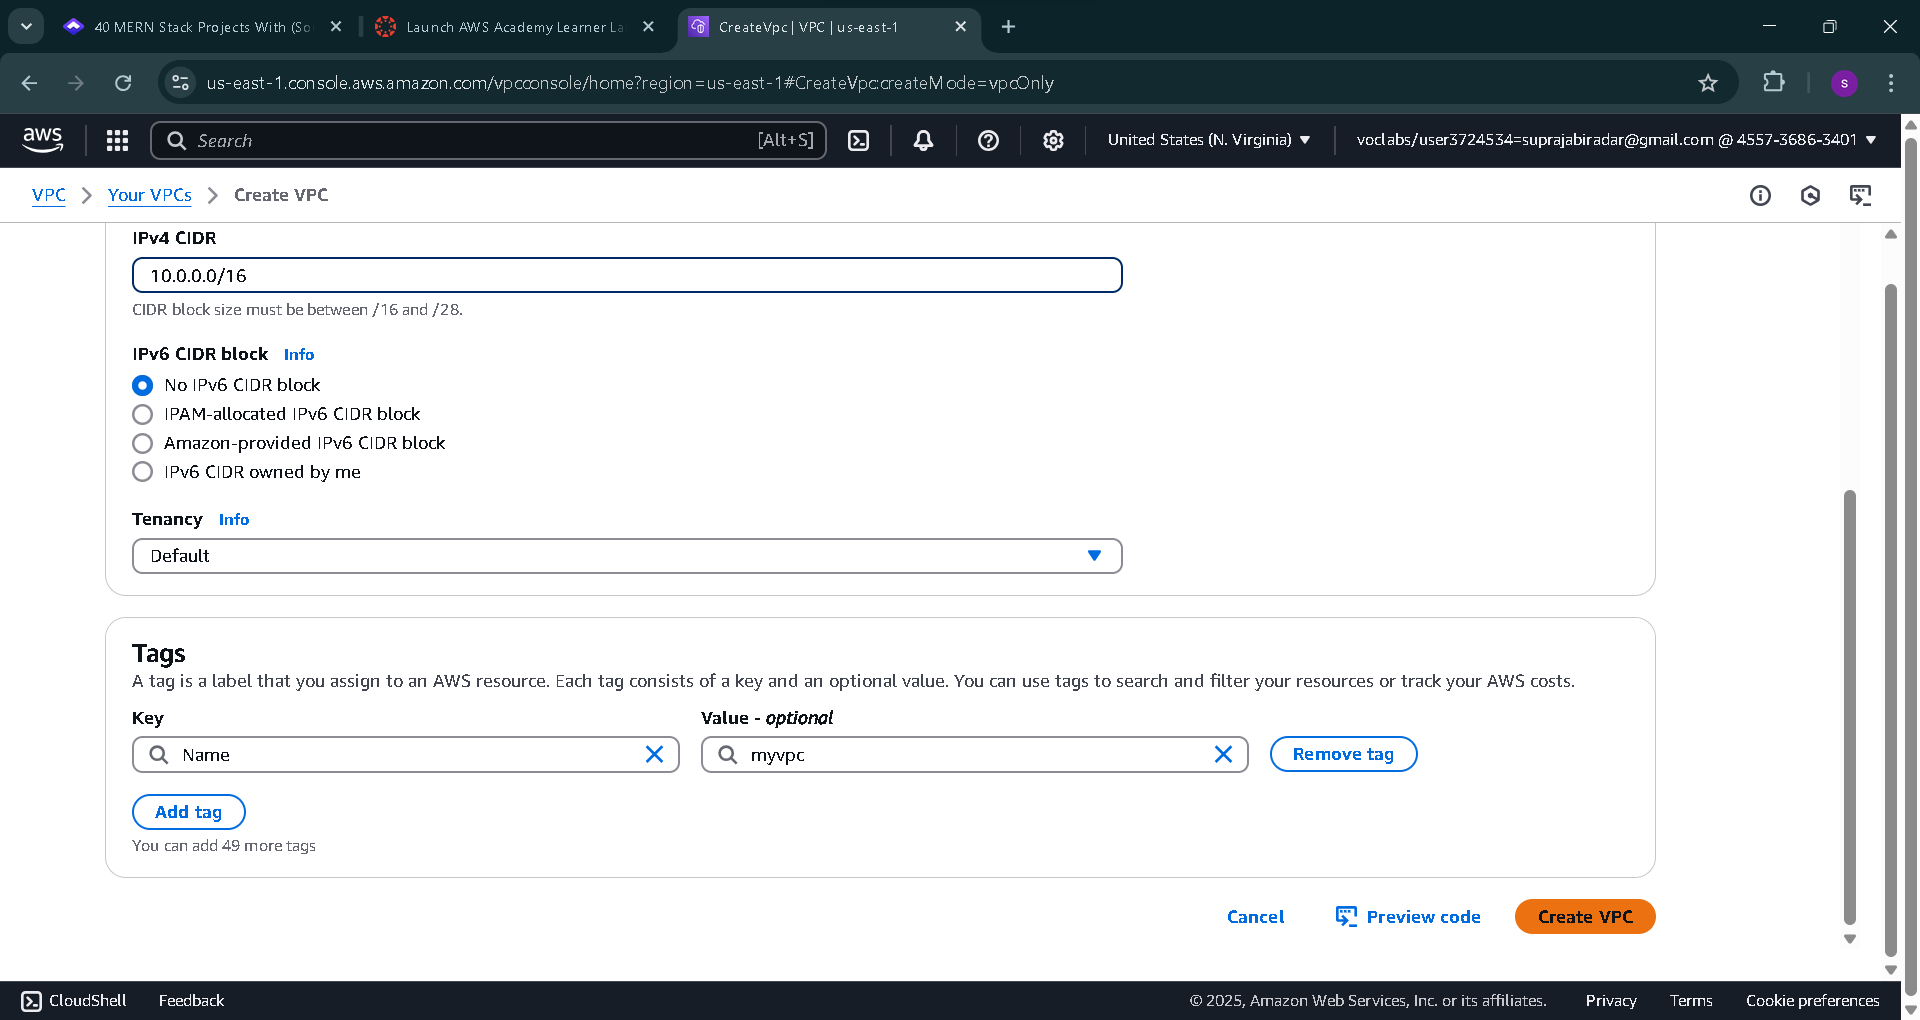 40 MERN Stack Projects With (So
Launch AWS Academy Learner La
CreateVpc | VPC | us-east-1
us-east-1.console.aws.amazon.com/vpcconsole/home?region=us-east-1#CreateVpc:createMode=vpcOnly
S
aws
Search
[Alt+S]
United States (N. Virginia)
voclabs/user3724534=suprajabiradar@gmail.com @ 4557-3686-3401
VPC
Your VPCs
Create VPC
IPv4 CIDR
10.0.0.0/16
CIDR block size must be between /16 and /28.
IPv6 CIDR block Info
No IPv6 CIDR block
IPAM-allocated IPv6 CIDR block
Amazon-provided IPv6 CIDR block
IPv6 CIDR owned by me
Tenancy Info
Default
Tags
A tag is a label that you assign to an AWS resource. Each tag consists of a key and an optional value. You can use tags to search and filter your resources or track your AWS costs.
Key
Value - optional
Name
myvpc
Remove tag
Add tag
You can add 49 more tags
Cancel
Preview code
Create VPC
CloudShell
Feedback
© 2025, Amazon Web Services, Inc. or its affiliates.
Privacy
Terms
Cookie preferences